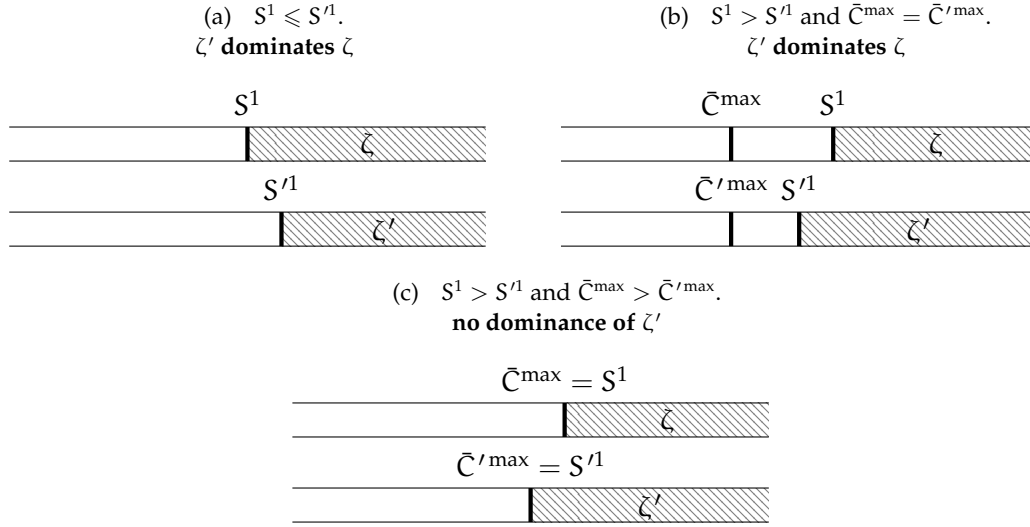 (a) S¹ ⩽ S′¹.
ζ′ dominates ζ
S¹
ζ
S′¹
ζ′
(b) S¹ > S′¹ and C̄ᵐᵃˣ = C̄′ᵐᵃˣ.
ζ′ dominates ζ
C̄ᵐᵃˣ S¹
ζ
C̄′ᵐᵃˣ S′¹
ζ′
(c) S¹ > S′¹ and C̄ᵐᵃˣ > C̄′ᵐᵃˣ.
no dominance of ζ′
C̄ᵐᵃˣ = S¹
ζ
C̄′ᵐᵃˣ = S′¹
ζ′